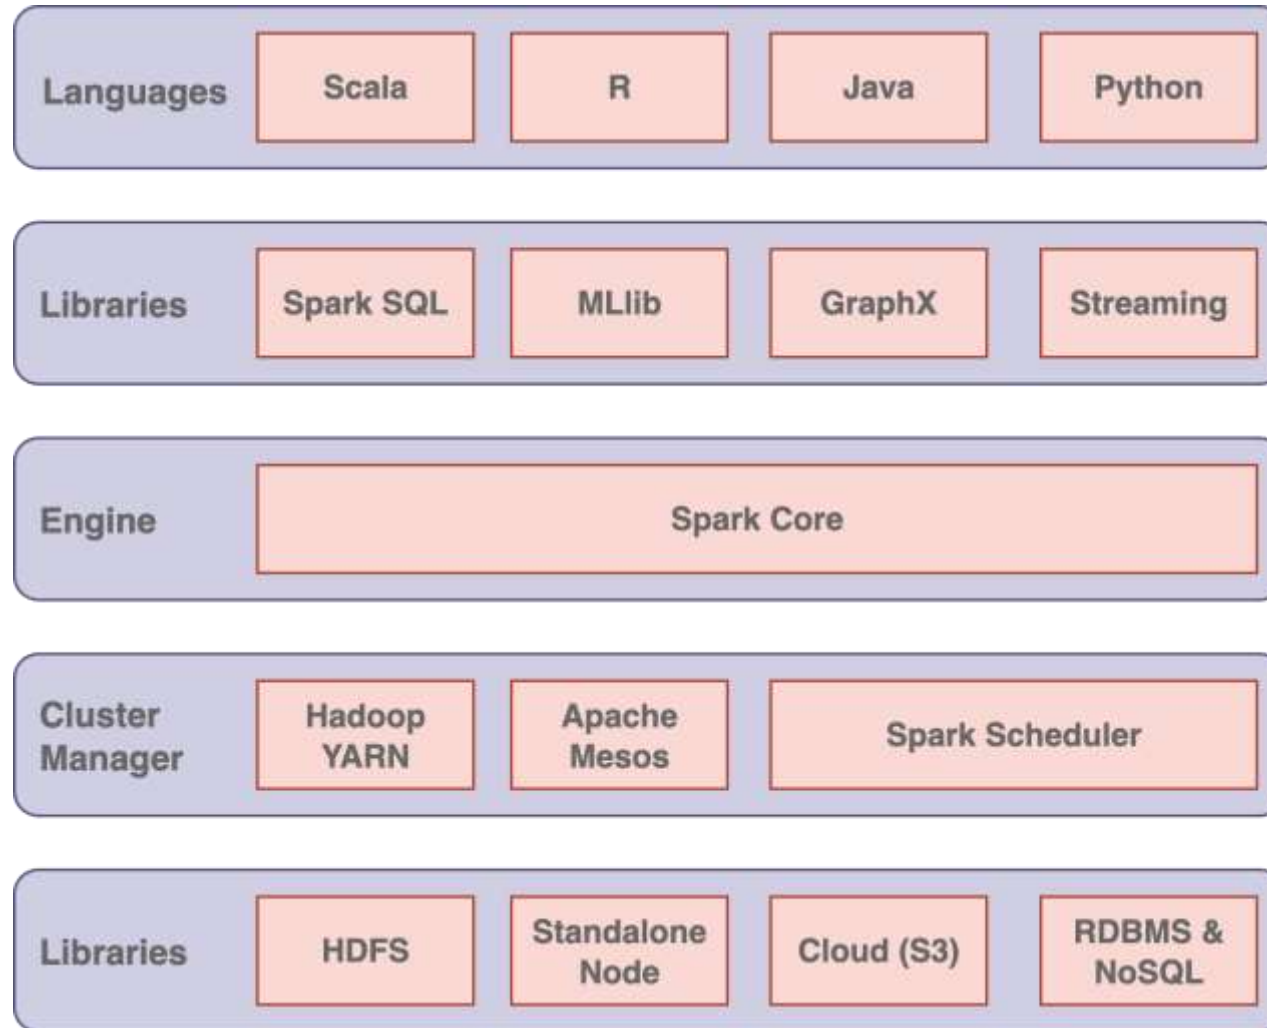 Languages
Scala
R
Java
Python
Libraries
Spark SQL
MLlib
GraphX
Streaming
Engine
Spark Core
Cluster
Manager
Hadoop
YARN
Apache
Mesos
Spark Scheduler
Libraries
HDFS
Standalone
Node
Cloud (S3)
RDBMS &
NoSQL